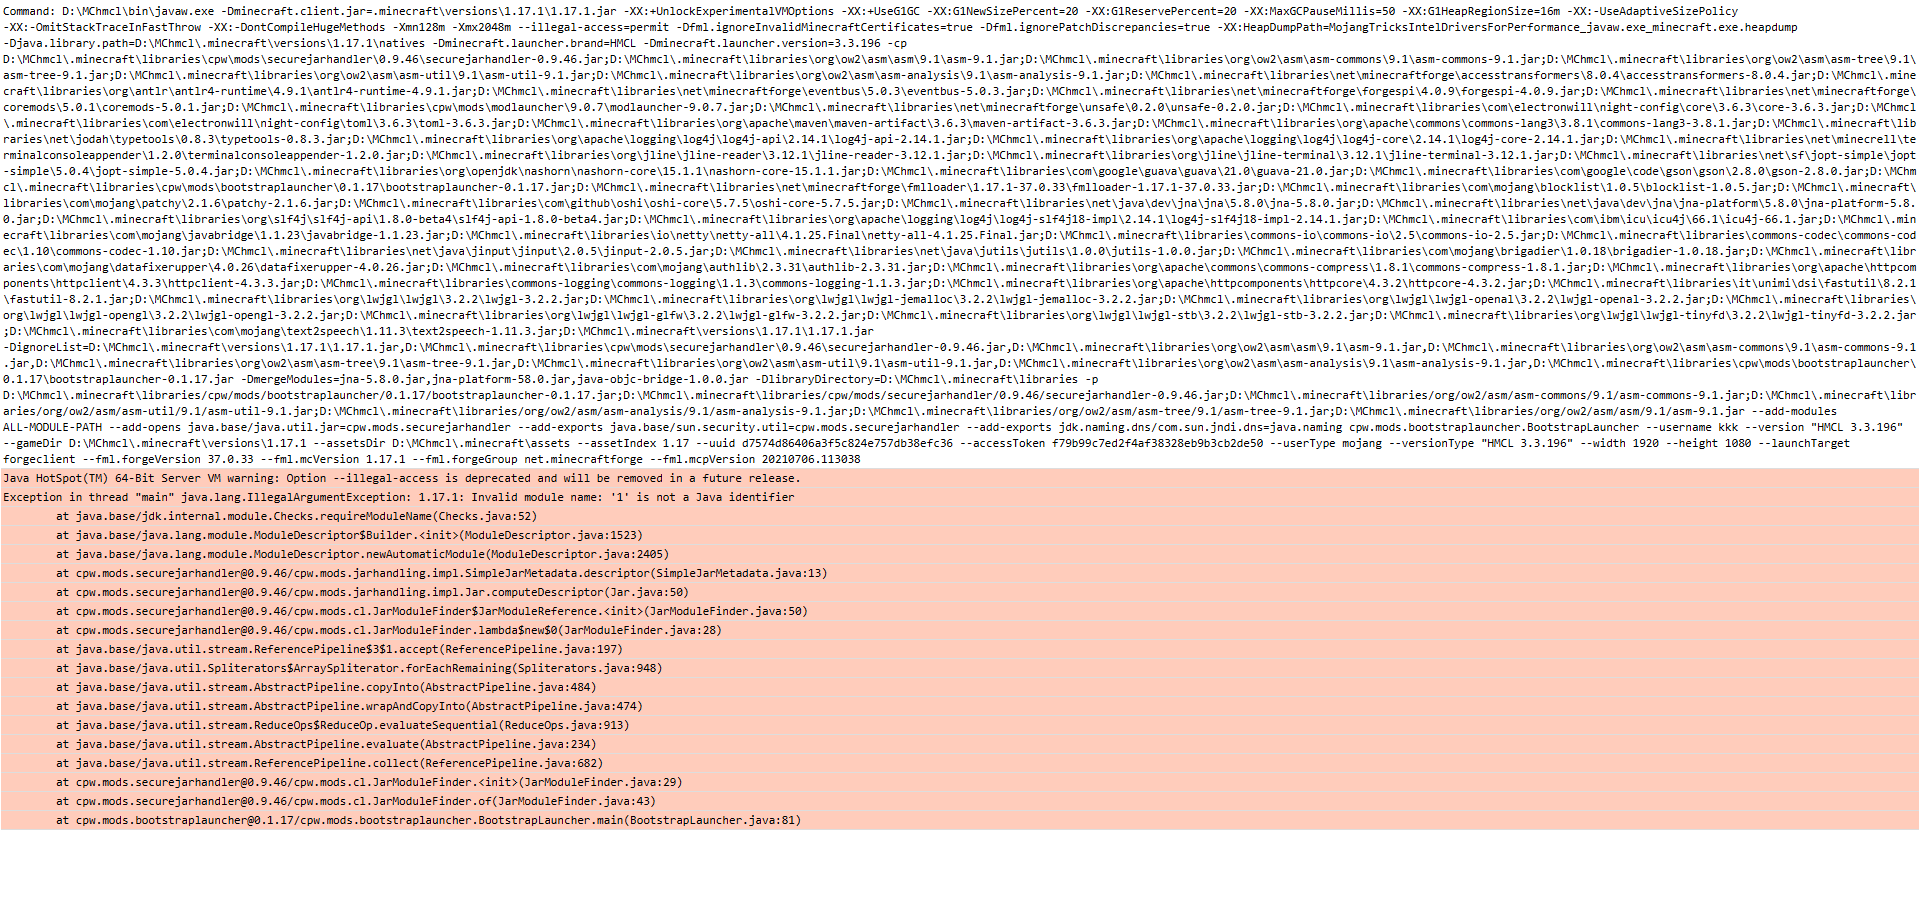 Command: D:\MChmcl\bin\javaw.exe -Dminecraft.client.jar=.minecraft\versions\1.17.1\1.17.1.jar -XX:+UnlockExperimentalVMOptions -XX:+UseG1GC -XX:G1NewSizePercent=20 -XX:G1ReservePercent=20 -XX:MaxGCPauseMillis=50 -XX:G1HeapRegionSize=16m -XX:-UseAdaptiveSizePolicy
-XX:-OmitStackTraceInFastThrow -XX:-DontCompileHugeMethods -Xmn128m -Xmx2048m --illegal-access=permit -Dfml.ignoreInvalidMinecraftCertificates=true -Dfml.ignorePatchDiscrepancies=true -XX:HeapDumpPath=MojangTricksIntelDriversForPerformance_javaw.exe_minecraft.exe.heapdump
-Djava.library.path=D:\MChmcl\.minecraft\versions\1.17.1\natives -Dminecraft.launcher.brand=HMCL -Dminecraft.launcher.version=3.3.196 -cp
D:\MChmcl\.minecraft\libraries\cpw\mods\securejarhandler\0.9.46\securejarhandler-0.9.46.jar;D:\MChmcl\.minecraft\libraries\org\ow2\asm\asm\9.1\asm-9.1.jar;D:\MChmcl\.minecraft\libraries\org\ow2\asm\asm-commons\9.1\asm-commons-9.1.jar;D:\MChmcl\.minecraft\libraries\org\ow2\asm\asm-tree\9.1\
asm-tree-9.1.jar;D:\MChmcl\.minecraft\libraries\org\ow2\asm\asm-util\9.1\asm-util-9.1.jar;D:\MChmcl\.minecraft\libraries\org\ow2\asm\asm-analysis\9.1\asm-analysis-9.1.jar;D:\MChmcl\.minecraft\libraries\net\minecraftforge\accesstransformers\8.0.4\accesstransformers-8.0.4.jar;D:\MChmcl\.mine
craft\libraries\org\antlr\antlr4-runtime\4.9.1\antlr4-runtime-4.9.1.jar;D:\MChmcl\.minecraft\libraries\net\minecraftforge\eventbus\5.0.3\eventbus-5.0.3.jar;D:\MChmcl\.minecraft\libraries\net\minecraftforge\forgespi\4.0.9\forgespi-4.0.9.jar;D:\MChmcl\.minecraft\libraries\net\minecraftforge\
coremods\5.0.1\coremods-5.0.1.jar;D:\MChmcl\.minecraft\libraries\cpw\mods\modlauncher\9.0.7\modlauncher-9.0.7.jar;D:\MChmcl\.minecraft\libraries\net\minecraftforge\unsafe\0.2.0\unsafe-0.2.0.jar;D:\MChmcl\.minecraft\libraries\com\electronwill\night-config\core\3.6.3\core-3.6.3.jar;D:\MChmcl
\.minecraft\libraries\com\electronwill\night-config\toml\3.6.3\toml-3.6.3.jar;D:\MChmcl\.minecraft\libraries\org\apache\maven\maven-artifact\3.6.3\maven-artifact-3.6.3.jar;D:\MChmcl\.minecraft\libraries\org\apache\commons\commons-lang3\3.8.1\commons-lang3-3.8.1.jar;D:\MChmcl\.minecraft\lib
raries\net\jodah\typetools\0.8.3\typetools-0.8.3.jar;D:\MChmcl\.minecraft\libraries\org\apache\logging\log4j\log4j-api\2.14.1\log4j-api-2.14.1.jar;D:\MChmcl\.minecraft\libraries\org\apache\logging\log4j\log4j-core\2.14.1\log4j-core-2.14.1.jar;D:\MChmcl\.minecraft\libraries\net\minecrell\te
rminalconsoleappender\1.2.0\terminalconsoleappender-1.2.0.jar;D:\MChmcl\.minecraft\libraries\org\jline\jline-reader\3.12.1\jline-reader-3.12.1.jar;D:\MChmcl\.minecraft\libraries\org\jline\jline-terminal\3.12.1\jline-terminal-3.12.1.jar;D:\MChmcl\.minecraft\libraries\net\sf\jopt-simple\jopt
-simple\5.0.4\jopt-simple-5.0.4.jar;D:\MChmcl\.minecraft\libraries\org\openjdk\nashorn\nashorn-core\15.1.1\nashorn-core-15.1.1.jar;D:\MChmcl\.minecraft\libraries\com\google\guava\guava\21.0\guava-21.0.jar;D:\MChmcl\.minecraft\libraries\com\google\code\gson\gson\2.8.0\gson-2.8.0.jar;D:\MChm
cl\.minecraft\libraries\cpw\mods\bootstraplauncher\0.1.17\bootstraplauncher-0.1.17.jar;D:\MChmcl\.minecraft\libraries\net\minecraftforge\fmlloader\1.17.1-37.0.33\fmlloader-1.17.1-37.0.33.jar;D:\MChmcl\.minecraft\libraries\com\mojang\blocklist\1.0.5\blocklist-1.0.5.jar;D:\MChmcl\.minecraft\
libraries\com\mojang\patchy\2.1.6\patchy-2.1.6.jar;D:\MChmcl\.minecraft\libraries\com\github\oshi\oshi-core\5.7.5\oshi-core-5.7.5.jar;D:\MChmcl\.minecraft\libraries\net\java\dev\jna\jna\5.8.0\jna-5.8.0.jar;D:\MChmcl\.minecraft\libraries\net\java\dev\jna\jna-platform\5.8.0\jna-platform-5.8.
0.jar;D:\MChmcl\.minecraft\libraries\org\slf4j\slf4j-api\1.8.0-beta4\slf4j-api-1.8.0-beta4.jar;D:\MChmcl\.minecraft\libraries\org\apache\logging\log4j\log4j-slf4j18-impl\2.14.1\log4j-slf4j18-impl-2.14.1.jar;D:\MChmcl\.minecraft\libraries\com\ibm\icu\icu4j\66.1\icu4j-66.1.jar;D:\MChmcl\.min
ecraft\libraries\com\mojang\javabridge\1.1.23\javabridge-1.1.23.jar;D:\MChmcl\.minecraft\libraries\io\netty\netty-all\4.1.25.Final\netty-all-4.1.25.Final.jar;D:\MChmcl\.minecraft\libraries\commons-io\commons-io\2.5\commons-io-2.5.jar;D:\MChmcl\.minecraft\libraries\commons-codec\commons-cod
ec\1.10\commons-codec-1.10.jar;D:\MChmcl\.minecraft\libraries\net\java\jinput\jinput\2.0.5\jinput-2.0.5.jar;D:\MChmcl\.minecraft\libraries\net\java\jutils\jutils\1.0.0\jutils-1.0.0.jar;D:\MChmcl\.minecraft\libraries\com\mojang\brigadier\1.0.18\brigadier-1.0.18.jar;D:\MChmcl\.minecraft\libr
aries\com\mojang\datafixerupper\4.0.26\datafixerupper-4.0.26.jar;D:\MChmcl\.minecraft\libraries\com\mojang\authlib\2.3.31\authlib-2.3.31.jar;D:\MChmcl\.minecraft\libraries\org\apache\commons\commons-compress\1.8.1\commons-compress-1.8.1.jar;D:\MChmcl\.minecraft\libraries\org\apache\httpcom
ponents\httpclient\4.3.3\httpclient-4.3.3.jar;D:\MChmcl\.minecraft\libraries\commons-logging\commons-logging\1.1.3\commons-logging-1.1.3.jar;D:\MChmcl\.minecraft\libraries\org\apache\httpcomponents\httpcore\4.3.2\httpcore-4.3.2.jar;D:\MChmcl\.minecraft\libraries\it\unimi\dsi\fastutil\8.2.1
\fastutil-8.2.1.jar;D:\MChmcl\.minecraft\libraries\org\lwjgl\lwjgl\3.2.2\lwjgl-3.2.2.jar;D:\MChmcl\.minecraft\libraries\org\lwjgl\lwjgl-jemalloc\3.2.2\lwjgl-jemalloc-3.2.2.jar;D:\MChmcl\.minecraft\libraries\org\lwjgl\lwjgl-openal\3.2.2\lwjgl-openal-3.2.2.jar;D:\MChmcl\.minecraft\libraries\
org\lwjgl\lwjgl-opengl\3.2.2\lwjgl-opengl-3.2.2.jar;D:\MChmcl\.minecraft\libraries\org\lwjgl\lwjgl-glfw\3.2.2\lwjgl-glfw-3.2.2.jar;D:\MChmcl\.minecraft\libraries\org\lwjgl\lwjgl-stb\3.2.2\lwjgl-stb-3.2.2.jar;D:\MChmcl\.minecraft\libraries\org\lwjgl\lwjgl-tinyfd\3.2.2\lwjgl-tinyfd-3.2.2.jar
;D:\MChmcl\.minecraft\libraries\com\mojang\text2speech\1.11.3\text2speech-1.11.3.jar;D:\MChmcl\.minecraft\versions\1.17.1\1.17.1.jar
-DignoreList=D:\MChmcl\.minecraft\versions\1.17.1\1.17.1.jar,D:\MChmcl\.minecraft\libraries\cpw\mods\securejarhandler\0.9.46\securejarhandler-0.9.46.jar,D:\MChmcl\.minecraft\libraries\org\ow2\asm\asm\9.1\asm-9.1.jar,D:\MChmcl\.minecraft\libraries\org\ow2\asm\asm-commons\9.1\asm-commons-9.1
.jar,D:\MChmcl\.minecraft\libraries\org\ow2\asm\asm-tree\9.1\asm-tree-9.1.jar,D:\MChmcl\.minecraft\libraries\org\ow2\asm\asm-util\9.1\asm-util-9.1.jar,D:\MChmcl\.minecraft\libraries\org\ow2\asm\asm-analysis\9.1\asm-analysis-9.1.jar,D:\MChmcl\.minecraft\libraries\cpw\mods\bootstraplauncher\
0.1.17\bootstraplauncher-0.1.17.jar -DmergeModules=jna-5.8.0.jar,jna-platform-58.0.jar,java-objc-bridge-1.0.0.jar -DlibraryDirectory=D:\MChmcl\.minecraft\libraries -p
D:\MChmcl\.minecraft\libraries/cpw/mods/bootstraplauncher/0.1.17/bootstraplauncher-0.1.17.jar;D:\MChmcl\.minecraft\libraries/cpw/mods/securejarhandler/0.9.46/securejarhandler-0.9.46.jar;D:\MChmcl\.minecraft\libraries/org/ow2/asm/asm-commons/9.1/asm-commons-9.1.jar;D:\MChmcl\.minecraft\libr
aries/org/ow2/asm/asm-util/9.1/asm-util-9.1.jar;D:\MChmcl\.minecraft\libraries/org/ow2/asm/asm-analysis/9.1/asm-analysis-9.1.jar;D:\MChmcl\.minecraft\libraries/org/ow2/asm/asm-tree/9.1/asm-tree-9.1.jar;D:\MChmcl\.minecraft\libraries/org/ow2/asm/asm/9.1/asm-9.1.jar --add-modules
ALL-MODULE-PATH --add-opens java.base/java.util.jar=cpw.mods.securejarhandler --add-exports java.base/sun.security.util=cpw.mods.securejarhandler --add-exports jdk.naming.dns/com.sun.jndi.dns=java.naming cpw.mods.bootstraplauncher.BootstrapLauncher --username kkk --version "HMCL 3.3.196"
--gameDir D:\MChmcl\.minecraft\versions\1.17.1 --assetsDir D:\MChmcl\.minecraft\assets --assetIndex 1.17 --uuid d7574d86406a3f5c824e757db38efc36 --accessToken f79b99c7ed2f4af38328eb9b3cb2de50 --userType mojang --versionType "HMCL 3.3.196" --width 1920 --height 1080 --launchTarget
forgeclient --fml.forgeVersion 37.0.33 --fml.mcVersion 1.17.1 --fml.forgeGroup net.minecraftforge --fml.mcpVersion 20210706.113038
Java HotSpot(TM) 64-Bit Server VM warning: Option --illegal-access is deprecated and will be removed in a future release.
Exception in thread "main" java.lang.IllegalArgumentException: 1.17.1: Invalid module name: '1' is not a Java identifier
at java.base/jdk.internal.module.Checks.requireModuleName(Checks.java:52)
at java.base/java.lang.module.ModuleDescriptor$Builder.<init>(ModuleDescriptor.java:1523)
at java.base/java.lang.module.ModuleDescriptor.newAutomaticModule(ModuleDescriptor.java:2405)
at cpw.mods.securejarhandler@0.9.46/cpw.mods.jarhandling.impl.SimpleJarMetadata.descriptor(SimpleJarMetadata.java:13)
at cpw.mods.securejarhandler@0.9.46/cpw.mods.jarhandling.impl.Jar.computeDescriptor(Jar.java:50)
at cpw.mods.securejarhandler@0.9.46/cpw.mods.cl.JarModuleFinder$JarModuleReference.<init>(JarModuleFinder.java:50)
at cpw.mods.securejarhandler@0.9.46/cpw.mods.cl.JarModuleFinder.lambda$new$0(JarModuleFinder.java:28)
at java.base/java.util.stream.ReferencePipeline$3$1.accept(ReferencePipeline.java:197)
at java.base/java.util.Spliterators$ArraySpliterator.forEachRemaining(Spliterators.java:948)
at java.base/java.util.stream.AbstractPipeline.copyInto(AbstractPipeline.java:484)
at java.base/java.util.stream.AbstractPipeline.wrapAndCopyInto(AbstractPipeline.java:474)
at java.base/java.util.stream.ReduceOps$ReduceOp.evaluateSequential(ReduceOps.java:913)
at java.base/java.util.stream.AbstractPipeline.evaluate(AbstractPipeline.java:234)
at java.base/java.util.stream.ReferencePipeline.collect(ReferencePipeline.java:682)
at cpw.mods.securejarhandler@0.9.46/cpw.mods.cl.JarModuleFinder.<init>(JarModuleFinder.java:29)
at cpw.mods.securejarhandler@0.9.46/cpw.mods.cl.JarModuleFinder.of(JarModuleFinder.java:43)
at cpw.mods.bootstraplauncher@0.1.17/cpw.mods.bootstraplauncher.BootstrapLauncher.main(BootstrapLauncher.java:81)